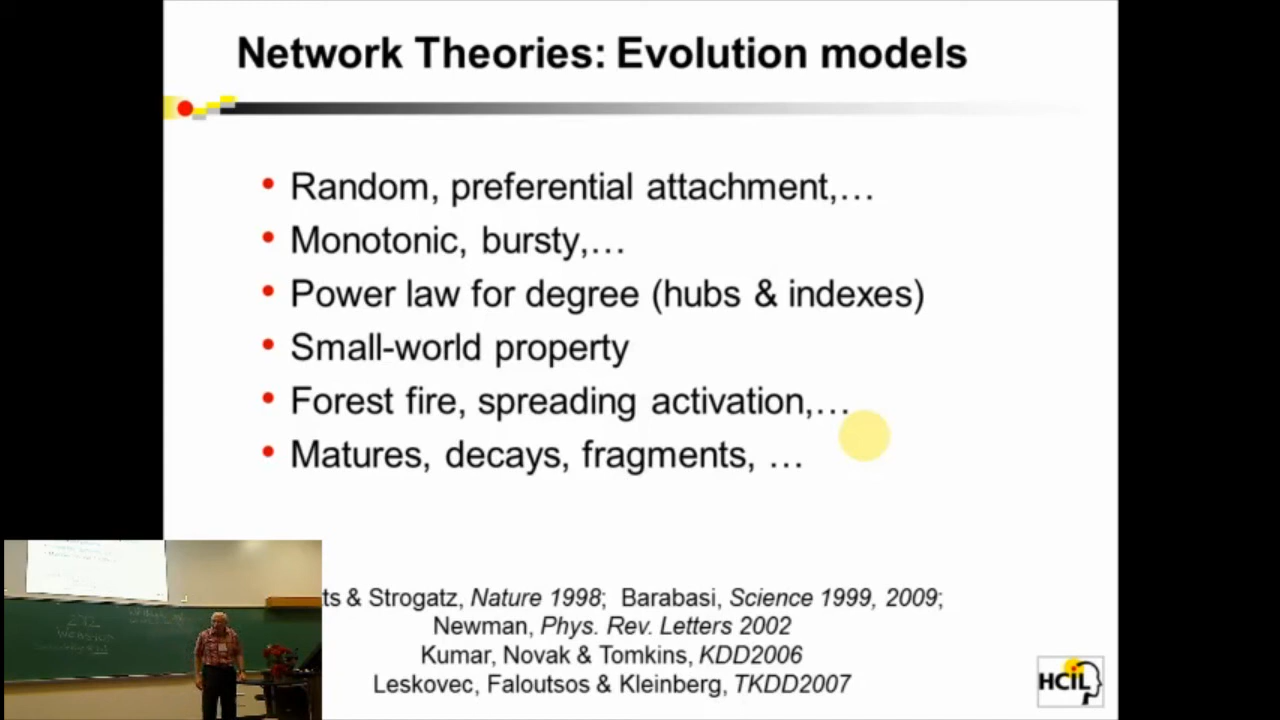 Network Theories: Evolution models
• Random, preferential attachment,…
• Monotonic, bursty,…
• Power law for degree (hubs & indexes)
• Small-world property
• Forest fire, spreading activation,…
• Matures, decays, fragments, …
& Strogatz, Nature 1998; Barabasi, Science 1999, 2009;
Newman, Phys. Rev. Letters 2002
Kumar, Novak & Tomkins, KDD2006
Leskovec, Faloutsos & Kleinberg, TKDD2007
HCIL